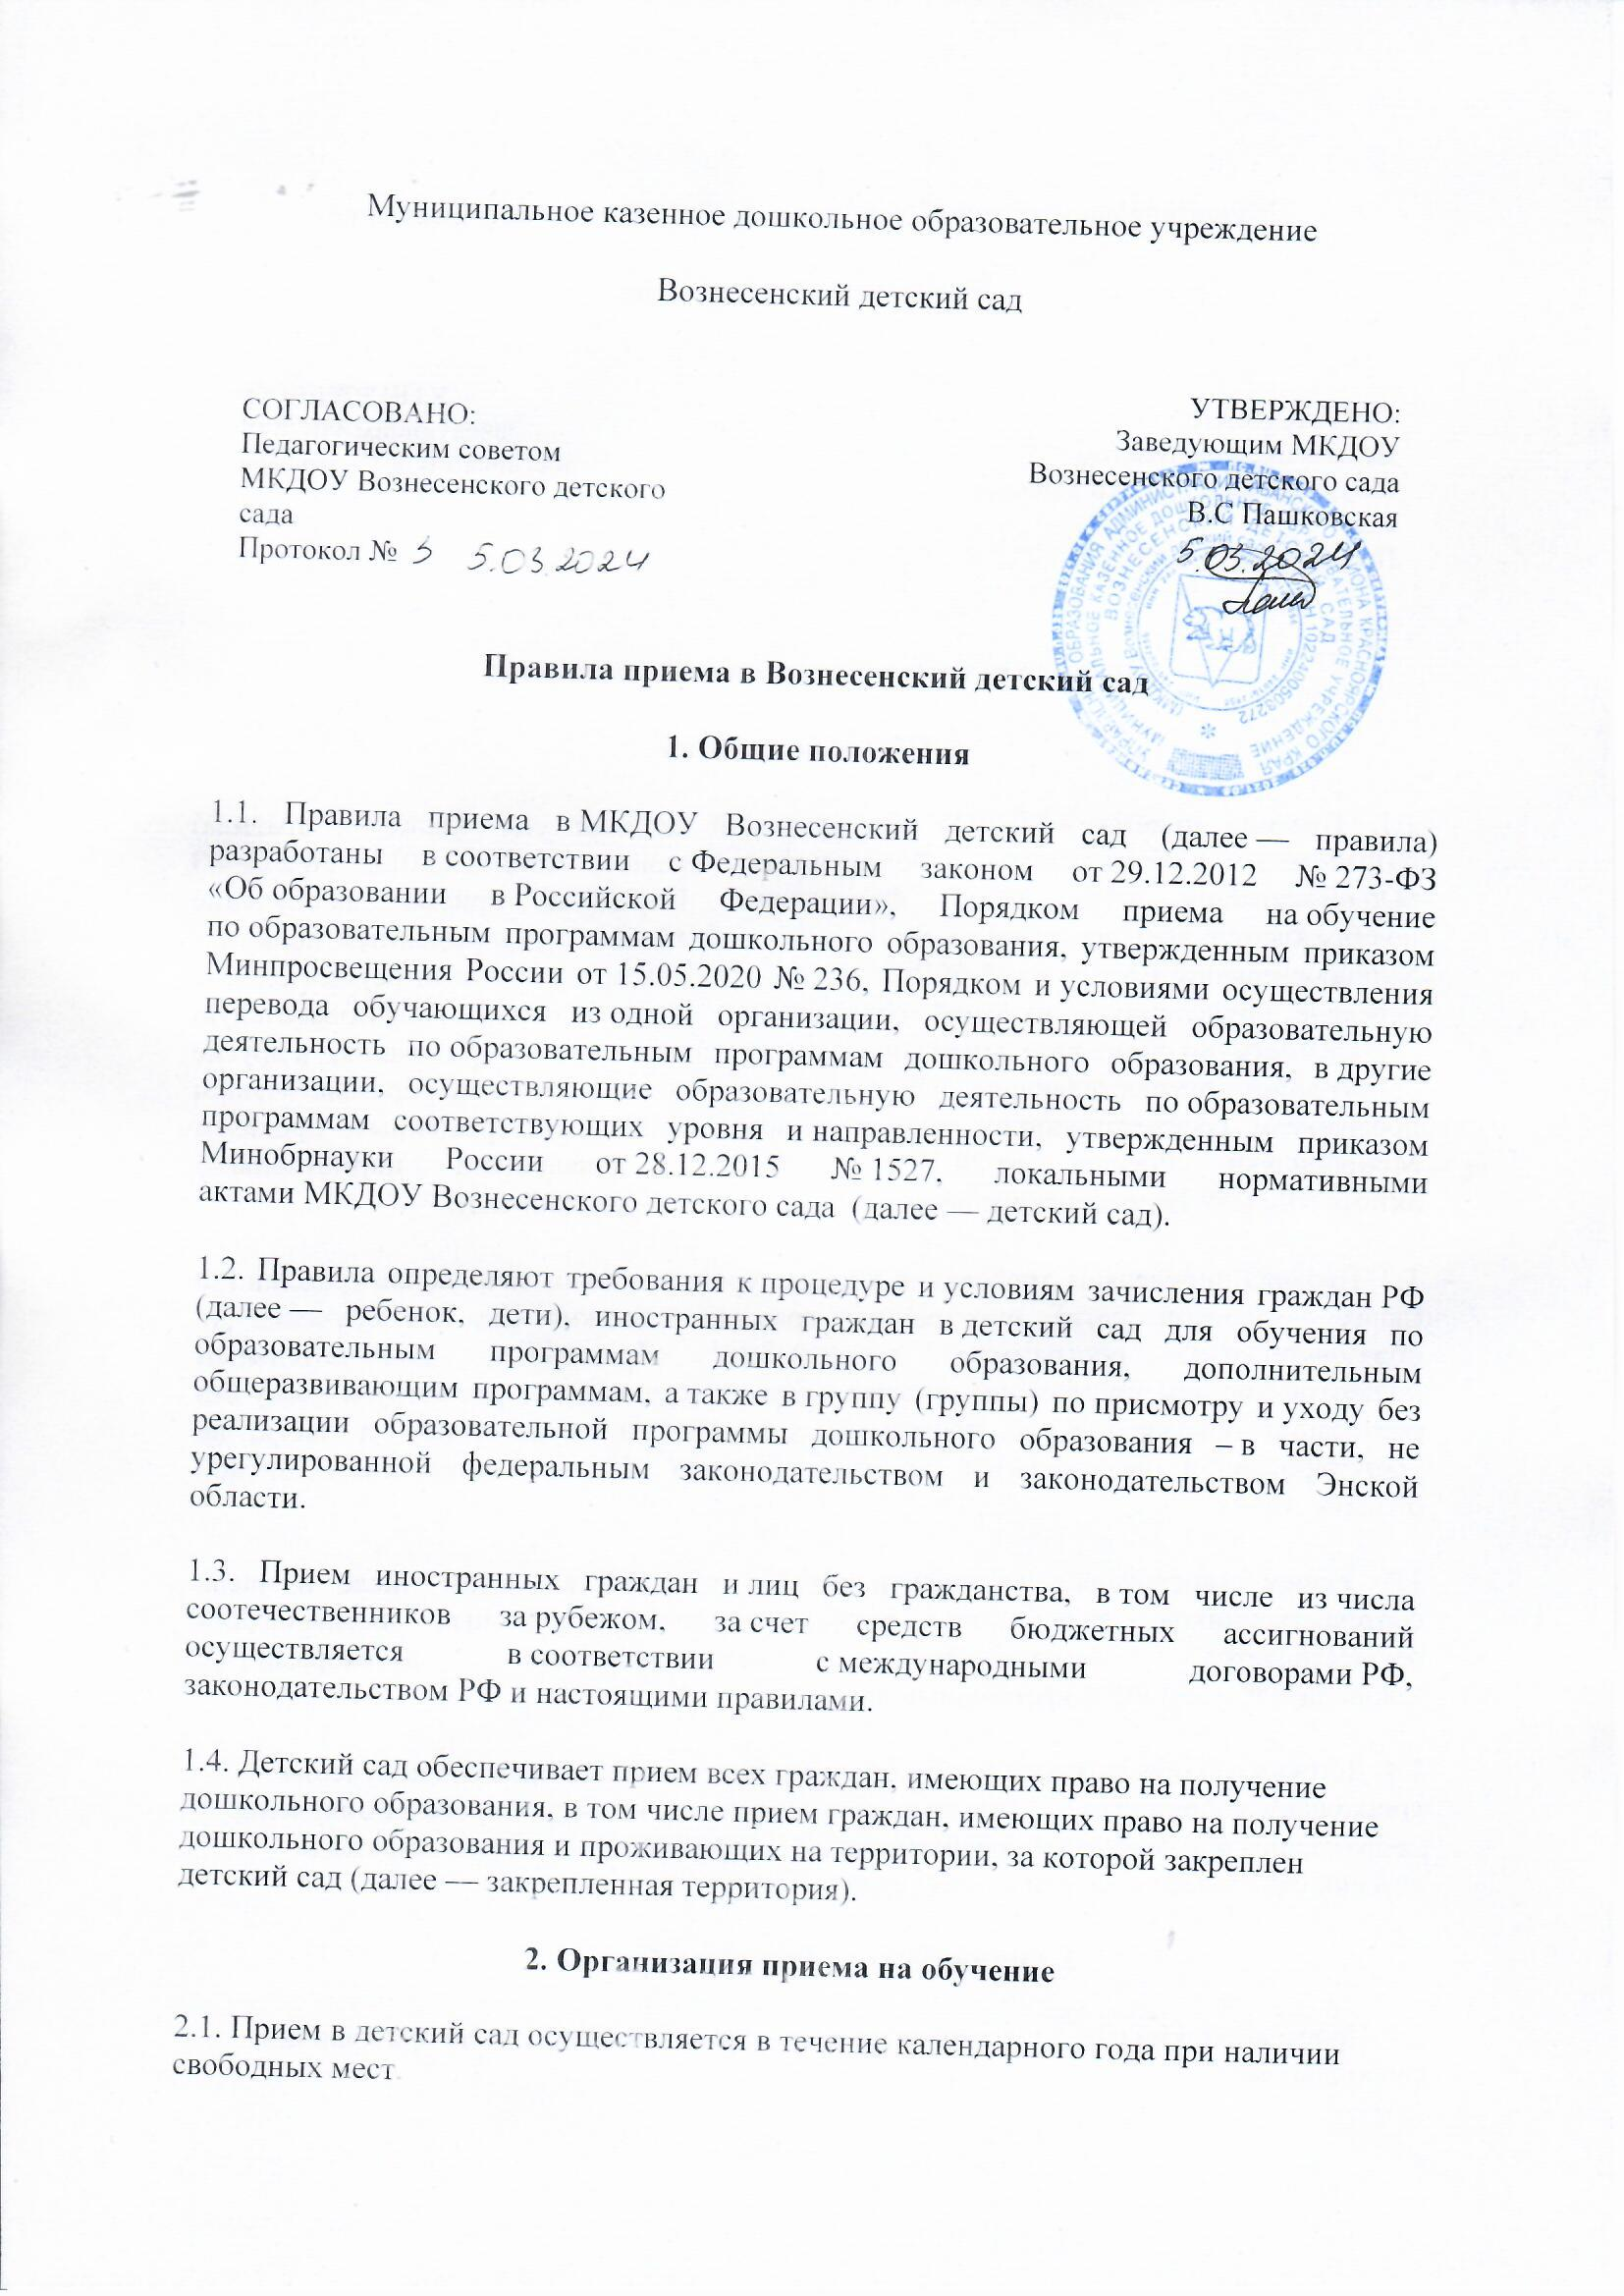 Муниципальное казенное дошкольное образовательное учреждение
Вознесенский детский сад
СОГЛАСОВАНО:
Педагогическим советом
МКДОУ Вознесенского детского
сада
Протокол № 3 5.03.2024
УТВЕРЖДЕНО:
Заведующим МКДОУ
Вознесенского детского сада
В.С Пашковская
5.03.2024
Правила приема в Вознесенский детский сад
1. Общие положения
1.1. Правила приема в МКДОУ Вознесенский детский сад (далее — правила)
разработаны в соответствии с Федеральным законом от 29.12.2012 № 273-ФЗ
«Об образовании в Российской Федерации», Порядком приема на обучение
по образовательным программам дошкольного образования, утвержденным приказом
Минпросвещения России от 15.05.2020 № 236, Порядком и условиями осуществления
перевода обучающихся из одной организации, осуществляющей образовательную
деятельность по образовательным программам дошкольного образования, в другие
организации, осуществляющие образовательную деятельность по образовательным
программам соответствующих уровня и направленности, утвержденным приказом
Минобрнауки России от 28.12.2015 № 1527, локальными нормативными
актами МКДОУ Вознесенского детского сада (далее — детский сад).
1.2. Правила определяют требования к процедуре и условиям зачисления граждан РФ
(далее — ребенок, дети), иностранных граждан в детский сад для обучения по
образовательным программам дошкольного образования, дополнительным
общеразвивающим программам, а также в группу (группы) по присмотру и уходу без
реализации образовательной программы дошкольного образования – в части, не
урегулированной федеральным законодательством и законодательством Энской
области.
1.3. Прием иностранных граждан и лиц без гражданства, в том числе из числа
соотечественников за рубежом, за счет средств бюджетных ассигнований
осуществляется в соответствии с международными договорами РФ,
законодательством РФ и настоящими правилами.
1.4. Детский сад обеспечивает прием всех граждан, имеющих право на получение
дошкольного образования, в том числе прием граждан, имеющих право на получение
дошкольного образования и проживающих на территории, за которой закреплен
детский сад (далее — закрепленная территория).
2. Организация приема на обучение
2.1. Прием в детский сад осуществляется в течение календарного года при наличии
свободных мест.